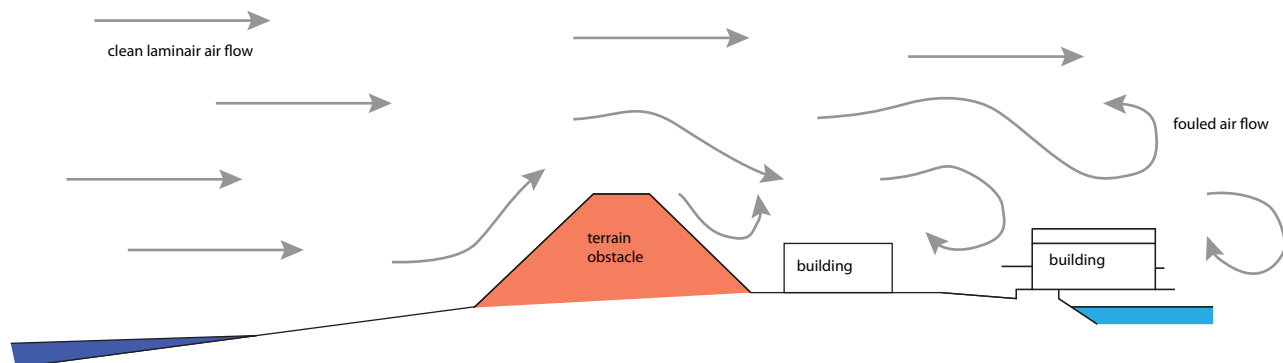 clean laminair air flow
fouled air flow
terrain
obstacle
building
building